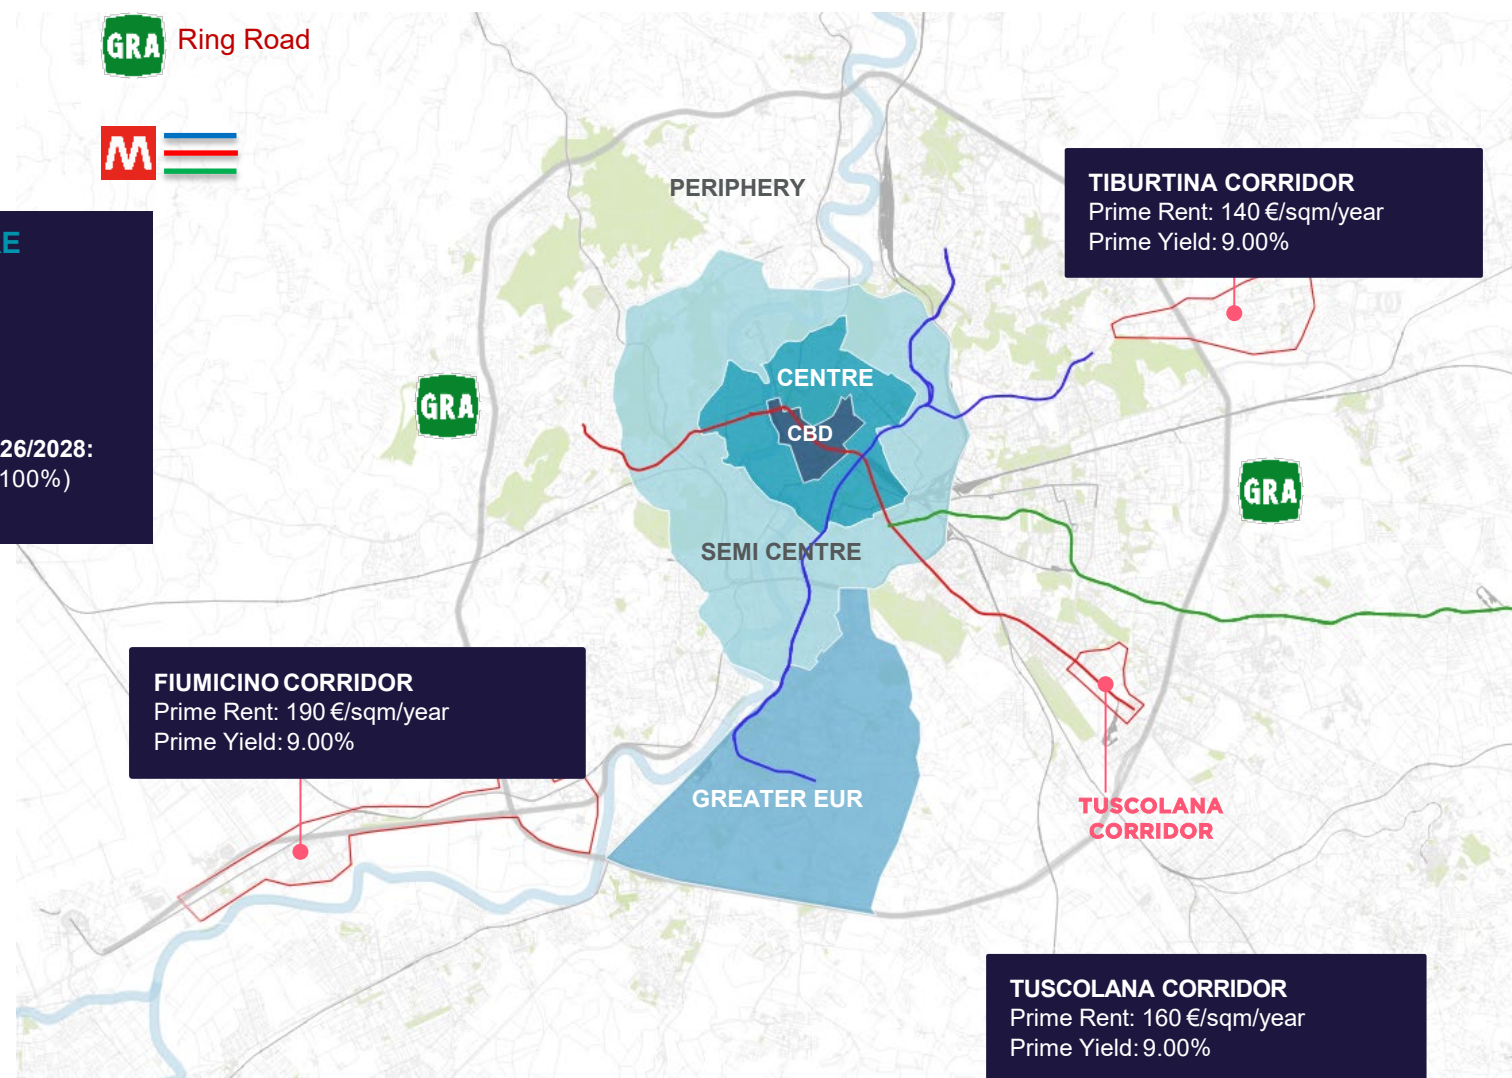 GRA Ring Road
M
PERIPHERY
TIBURTINA CORRIDOR
Prime Rent: 140 €/sqm/year
Prime Yield: 9.00%
E
26/2028:
100%)
CENTRE
CBD
GRA
GRA
SEMI CENTRE
FIUMICINO CORRIDOR
Prime Rent: 190 €/sqm/year
Prime Yield: 9.00%
GREATER EUR
TUSCOLANA
CORRIDOR
TUSCOLANA CORRIDOR
Prime Rent: 160 €/sqm/year
Prime Yield: 9.00%